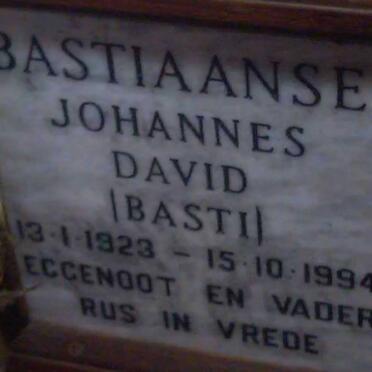 BASTIAANSE
JOHANNES
DAVID
|BASTI|
13·1·1923 – 15·10·1994
EGGENOOT EN VADER
RUS IN VREDE